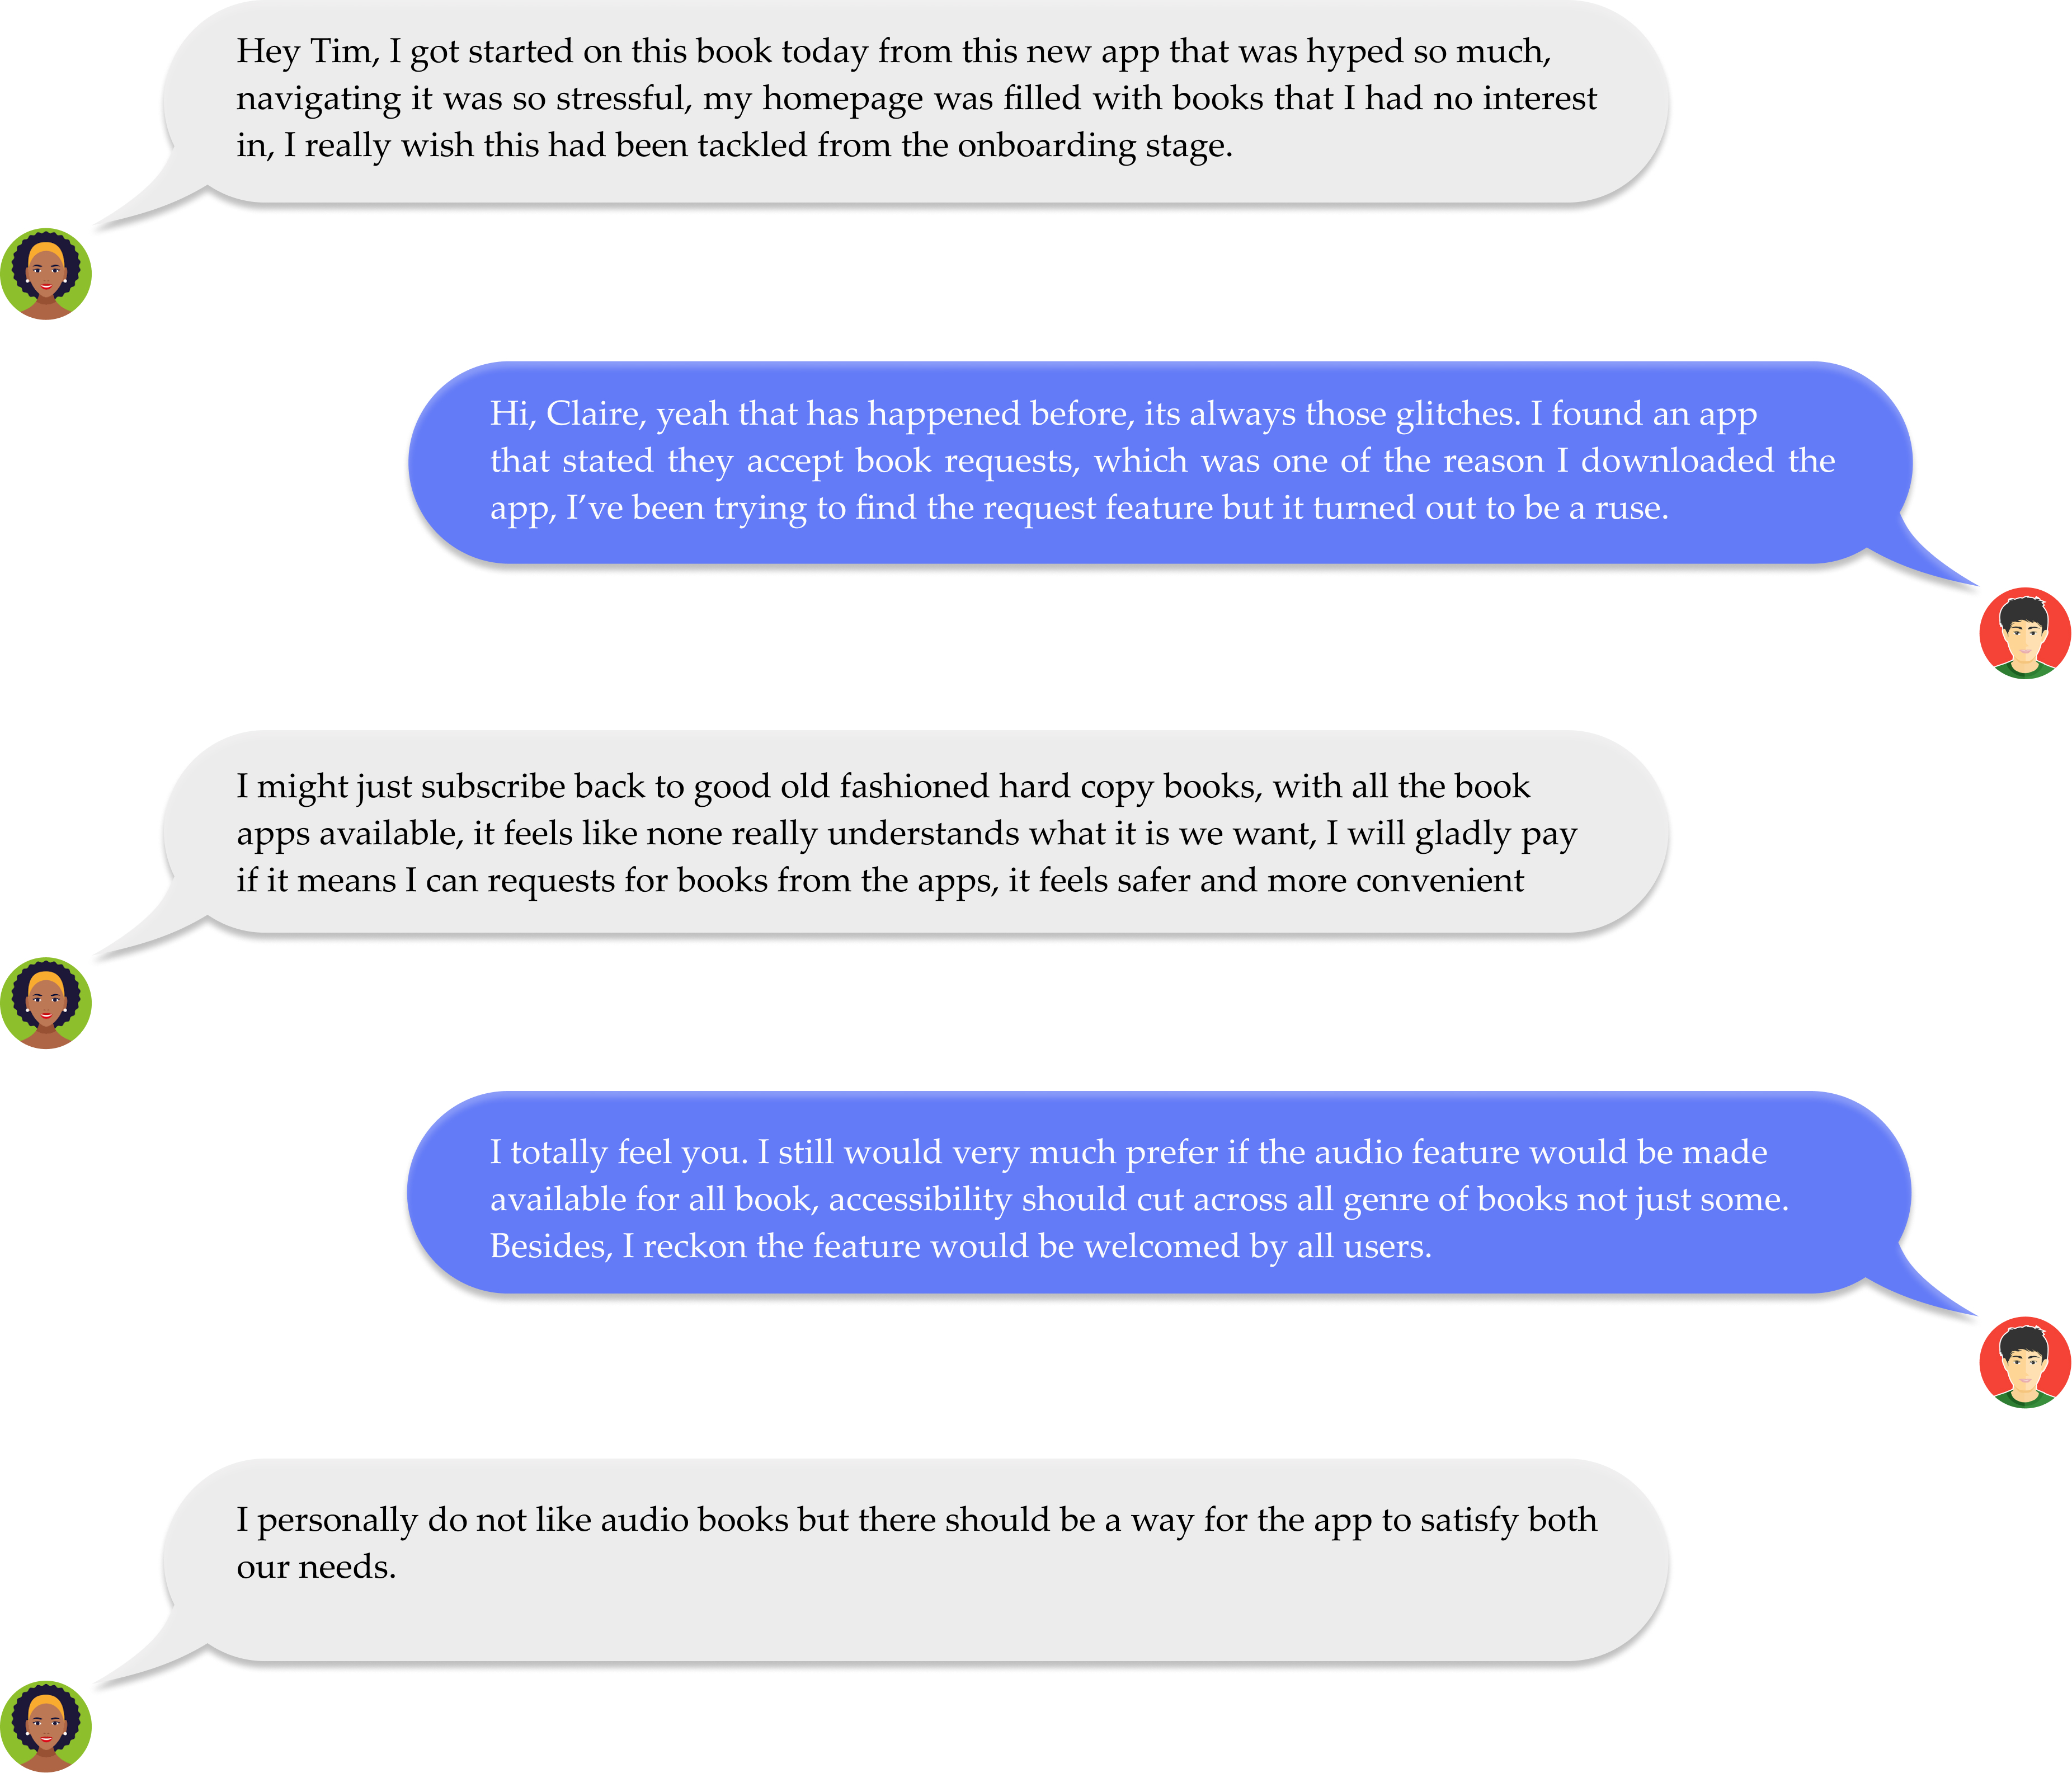 Hey Tim, I got started on this book today from this new app that was hyped so much,
navigating it was so stressful, my homepage was filled with books that I had no interest
in, I really wish this had been tackled from the onboarding stage.
Hi, Claire, yeah that has happened before, its always those glitches. I found an app
that stated they accept book requests, which was one of the reason I downloaded the
app, I’ve been trying to find the request feature but it turned out to be a ruse.
I might just subscribe back to good old fashioned hard copy books, with all the book
apps available, it feels like none really understands what it is we want, I will gladly pay
if it means I can requests for books from the apps, it feels safer and more convenient
I totally feel you. I still would very much prefer if the audio feature would be made
available for all book, accessibility should cut across all genre of books not just some.
Besides, I reckon the feature would be welcomed by all users.
I personally do not like audio books but there should be a way for the app to satisfy both
our needs.